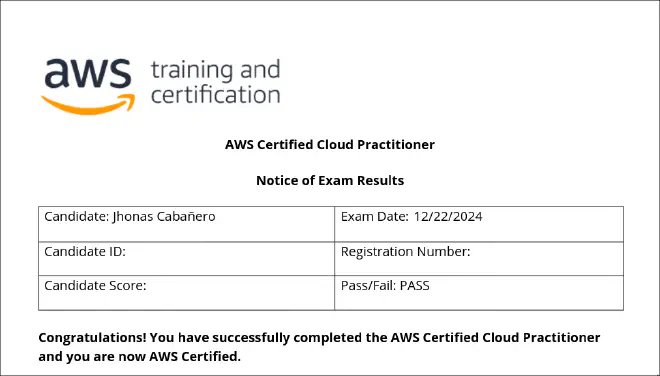 aws training and
certification
AWS Certified Cloud Practitioner
Notice of Exam Results
Candidate: Jhonas Cabañero
Exam Date: 12/22/2024
Candidate ID:
Registration Number:
Candidate Score:
Pass/Fail: PASS
Congratulations! You have successfully completed the AWS Certified Cloud Practitioner
and you are now AWS Certified.